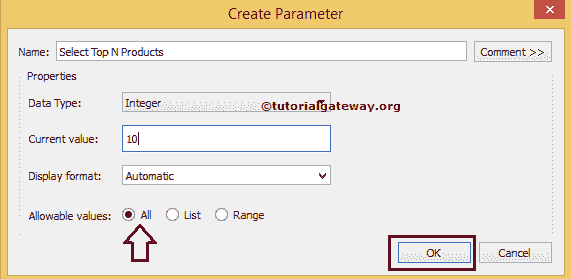 Create Parameter
Name: Select Top N Products Comment >>
Properties
Data Type: Integer
©tutorialgateway.org
Current value: 10
Display format: Automatic
Allowable values: All List Range
OK Cancel